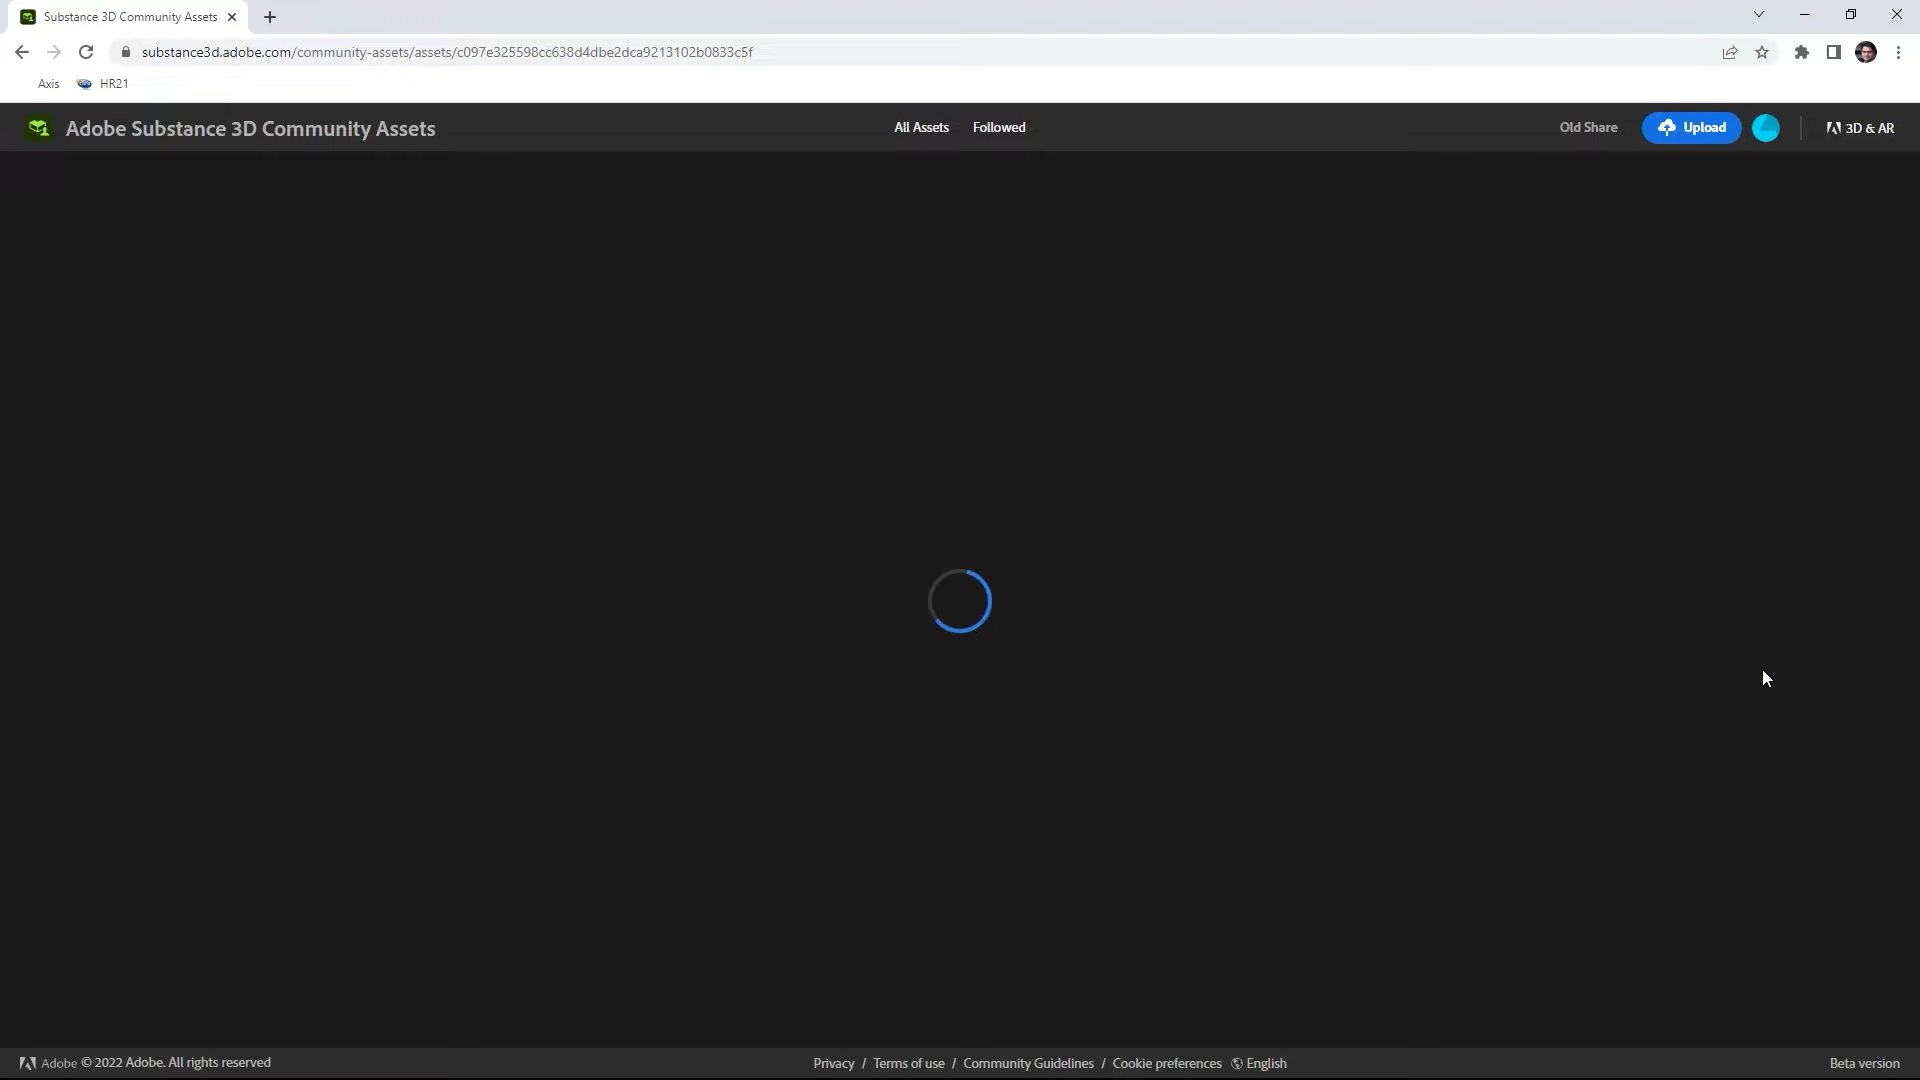 Substance 3D Community Assets
substance3d.adobe.com/community-assets/assets/c097e325598cc638d4dbe2dca9213102b0833c5f
Axis HR21
Adobe Substance 3D Community Assets All Assets Followed Old Share Upload 3D & AR
Adobe © 2022 Adobe. All rights reserved Privacy / Terms of use / Community Guidelines / Cookie preferences English Beta version